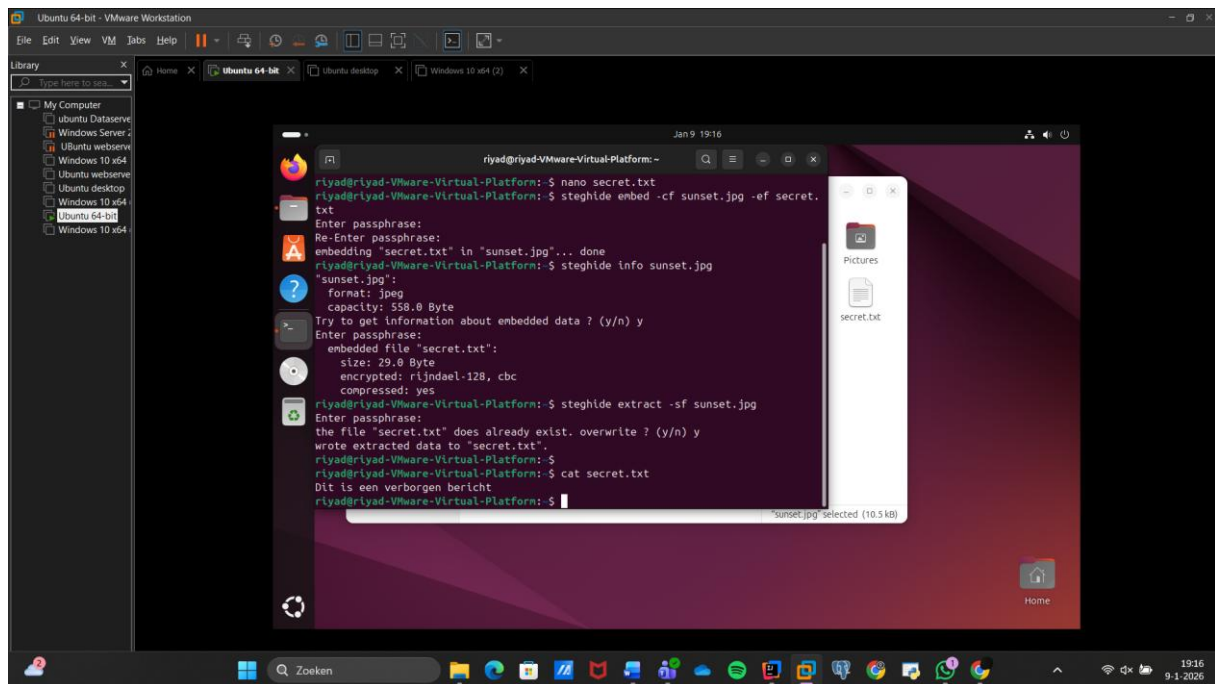 Ubuntu 64-bit - VMware Workstation
File Edit View VM Tabs Help
Library
Type here to sea...
My Computer
ubuntu Dataserve
Windows Server 2
UBuntu webserve
Windows 10 x64
Ubuntu webserve
Ubuntu desktop
Windows 10 x64
Ubuntu 64-bit
Windows 10 x64
Home
Ubuntu 64-bit
Ubuntu desktop
Windows 10 x64 (2)
Jan 9 19:16
riyad@riyad-VMware-Virtual-Platform: ~
riyad@riyad-VMware-Virtual-Platform:~$ nano secret.txt
riyad@riyad-VMware-Virtual-Platform:~$ steghide embed -cf sunset.jpg -ef secret.
txt
Enter passphrase:
Re-Enter passphrase:
embedding "secret.txt" in "sunset.jpg"... done
riyad@riyad-VMware-Virtual-Platform:~$ steghide info sunset.jpg
"sunset.jpg":
format: jpeg
capacity: 558.0 Byte
Try to get information about embedded data ? (y/n) y
Enter passphrase:
embedded file "secret.txt":
size: 29.0 Byte
encrypted: rijndael-128, cbc
compressed: yes
riyad@riyad-VMware-Virtual-Platform:~$ steghide extract -sf sunset.jpg
Enter passphrase:
the file "secret.txt" does already exist. overwrite ? (y/n) y
wrote extracted data to "secret.txt".
riyad@riyad-VMware-Virtual-Platform:~$
riyad@riyad-VMware-Virtual-Platform:~$ cat secret.txt
Dit is een verborgen bericht
riyad@riyad-VMware-Virtual-Platform:~$
Pictures
secret.txt
"sunset.jpg" selected (10.5 kB)
Home
2
Zoeken
19:16
9-1-2026